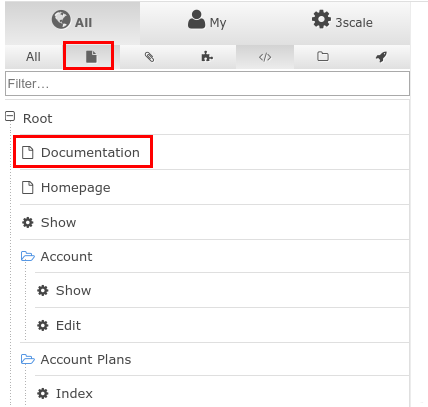 All My 3scale
All
Filter...
Root
Documentation
Homepage
Show
Account
Show
Edit
Account Plans
Index